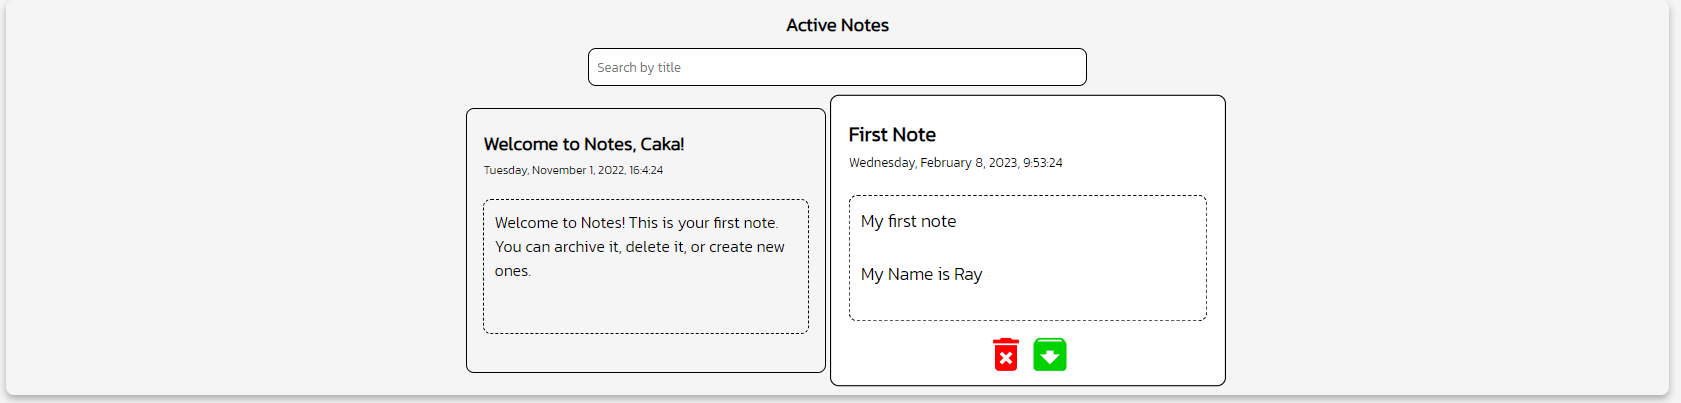 Active Notes
Search by title
Welcome to Notes, Caka!
Tuesday, November 1, 2022, 16:4:24
Welcome to Notes! This is your first note.
You can archive it, delete it, or create new
ones.
First Note
Wednesday, February 8, 2023, 9:53:24
My first note
My Name is Ray